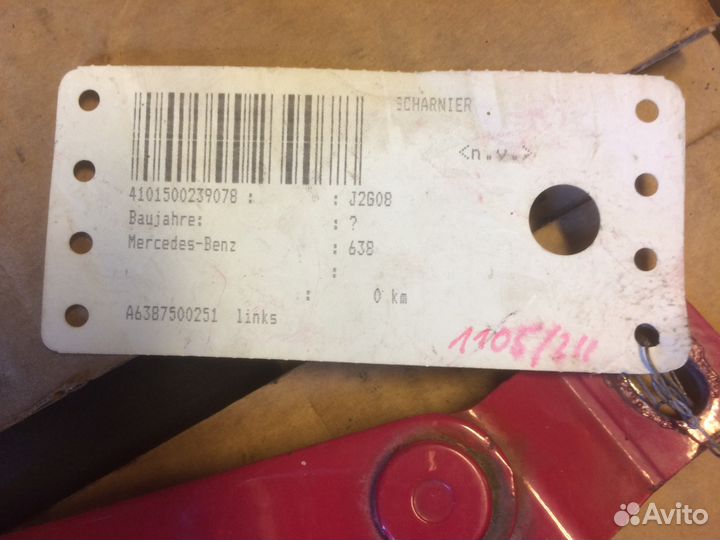 SCHARNIER
<n.v.>
4101500239078 : : J2G08
Baujahre: : ?
Mercedes-Benz : 638
:
: 0 km
A6387500251 links
1105/211
Avito